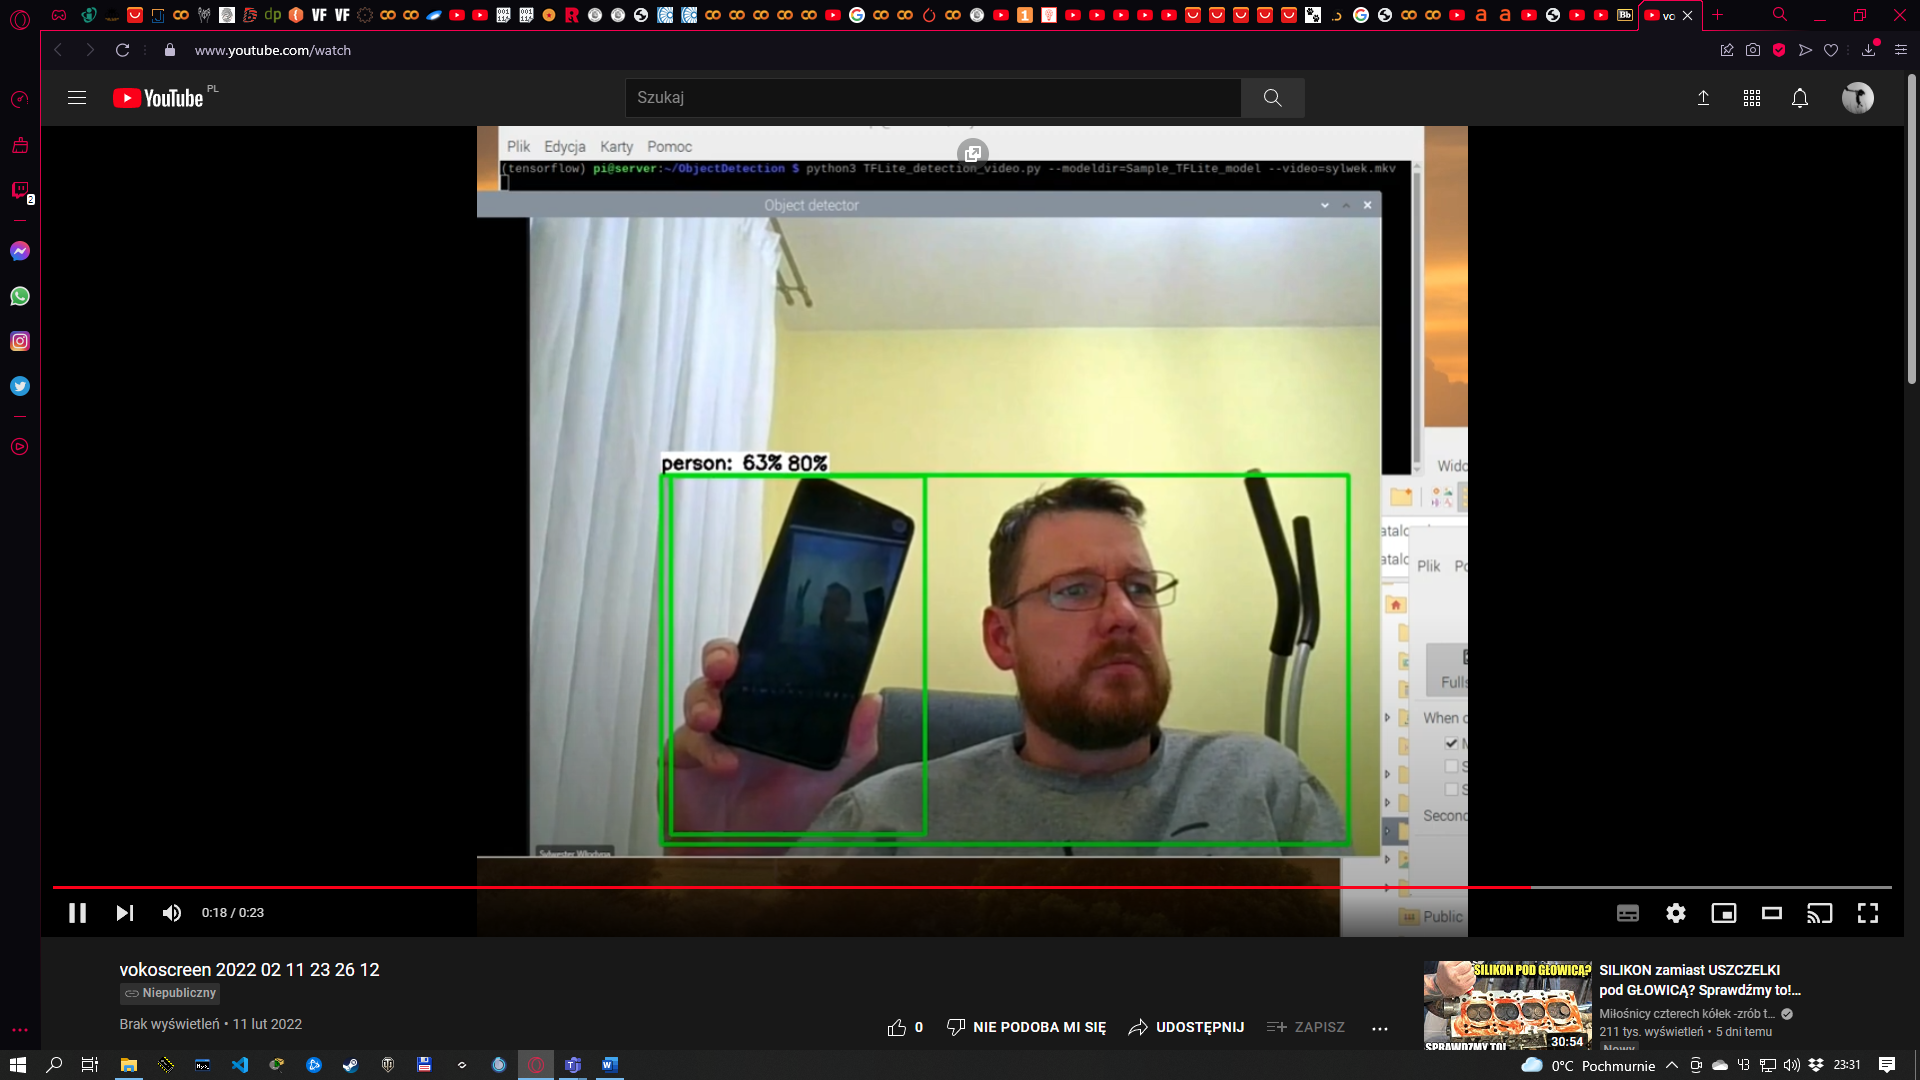 www.youtube.com/watch
YouTube PL
Szukaj
Plik Edycja Karty Pomoc
(tensorflow) pi@server:~/ObjectDetection $ python3 TFLite_detection_video.py --modeldir=Sample_TFLite_model --video=sylwek.mkv
Object detector
person: 63% 80%
Plik
When
Second
Public
0:18 / 0:23
vokoscreen 2022 02 11 23 26 12
Niepubliczny
Brak wyświetleń • 11 lut 2022
0
NIE PODOBA MI SIĘ
UDOSTĘPNIJ
ZAPISZ
SILIKON POD GŁOWICĄ?
SPRAWDZMY TO!
30:54
SILIKON zamiast USZCZELKI
pod GŁOWICĄ? Sprawdźmy to!...
Miłośnicy czterech kółek -zrób t...
211 tys. wyświetleń • 5 dni temu
Nowy
0°C Pochmurnie
23:31